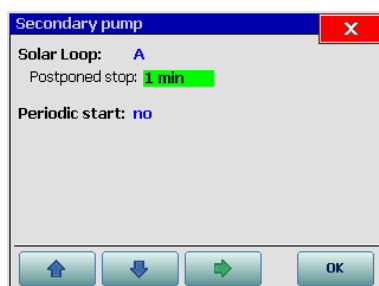 Secondary pump
X
Solar Loop: A
Postponed stop: 1 min
Periodic start: no
OK